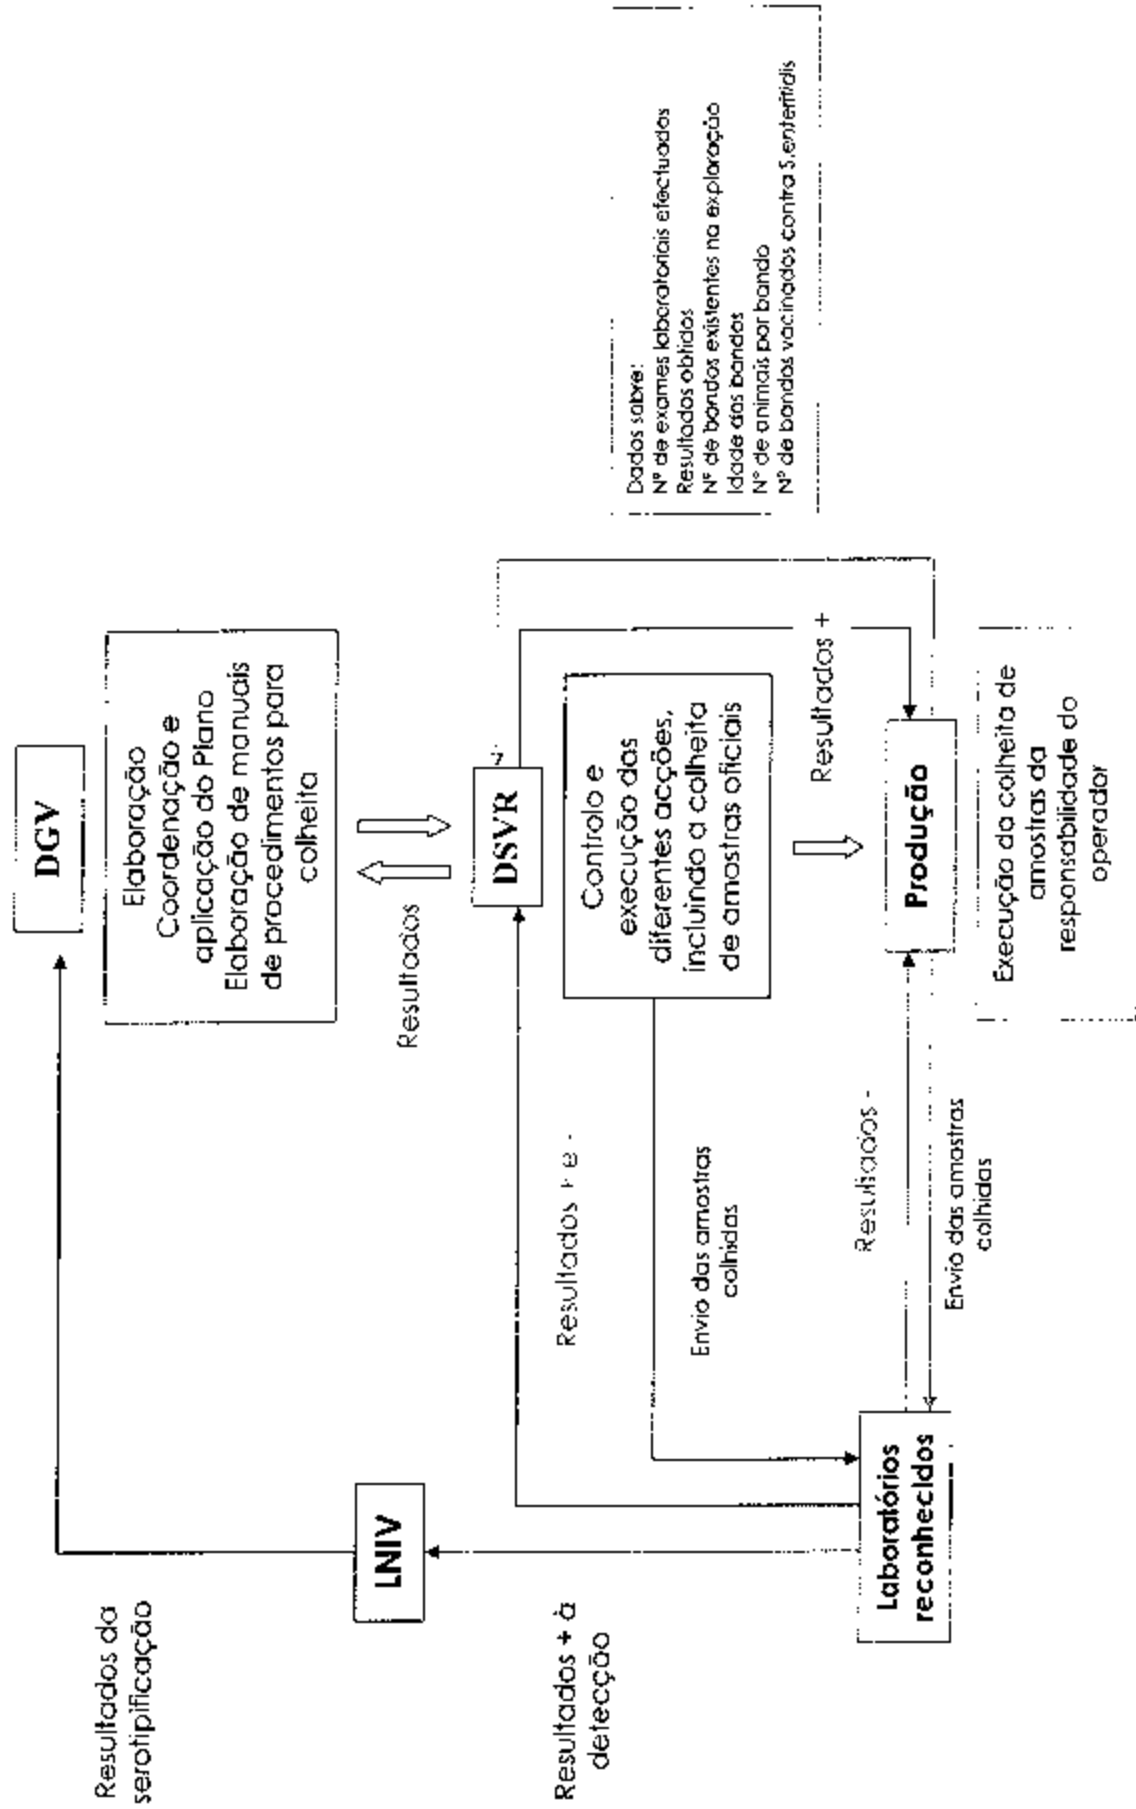 DGV
Elaboração
Coordenação e
aplicação do Plano
Elaboração de manuais
de procedimentos para
colheita
Resultados da
serotipificação
LNIV
Resultados
DSVR
Resultados + e -
Controlo e
execução das
diferentes acções,
incluindo a colheita
de amostras oficiais
Envio das amostras
colhidas
Resultados + à
detecção
Resultados +
Dados sobre:
Nº de exames laboratoriais efectuados
Resultados obtidos
Nº de bandos existentes na exploração
Idade dos bandos
Nº de animais por bando
Nº de bandos vacinados contra S.enteritidis
Laboratórios
reconhecidos
Resultados -
Envio das amostras
colhidas
Produção
Execução da colheita de
amostras da
responsabilidade do
operador